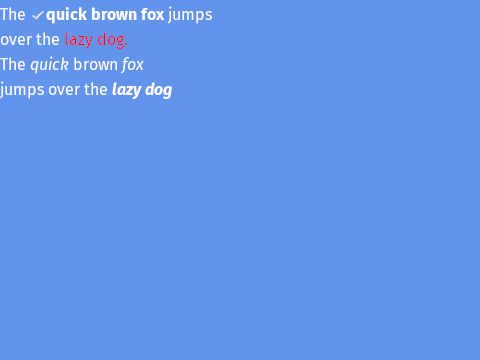 The ✓quick brown fox jumps
over the lazy dog.
The quick brown fox
jumps over the lazy dog